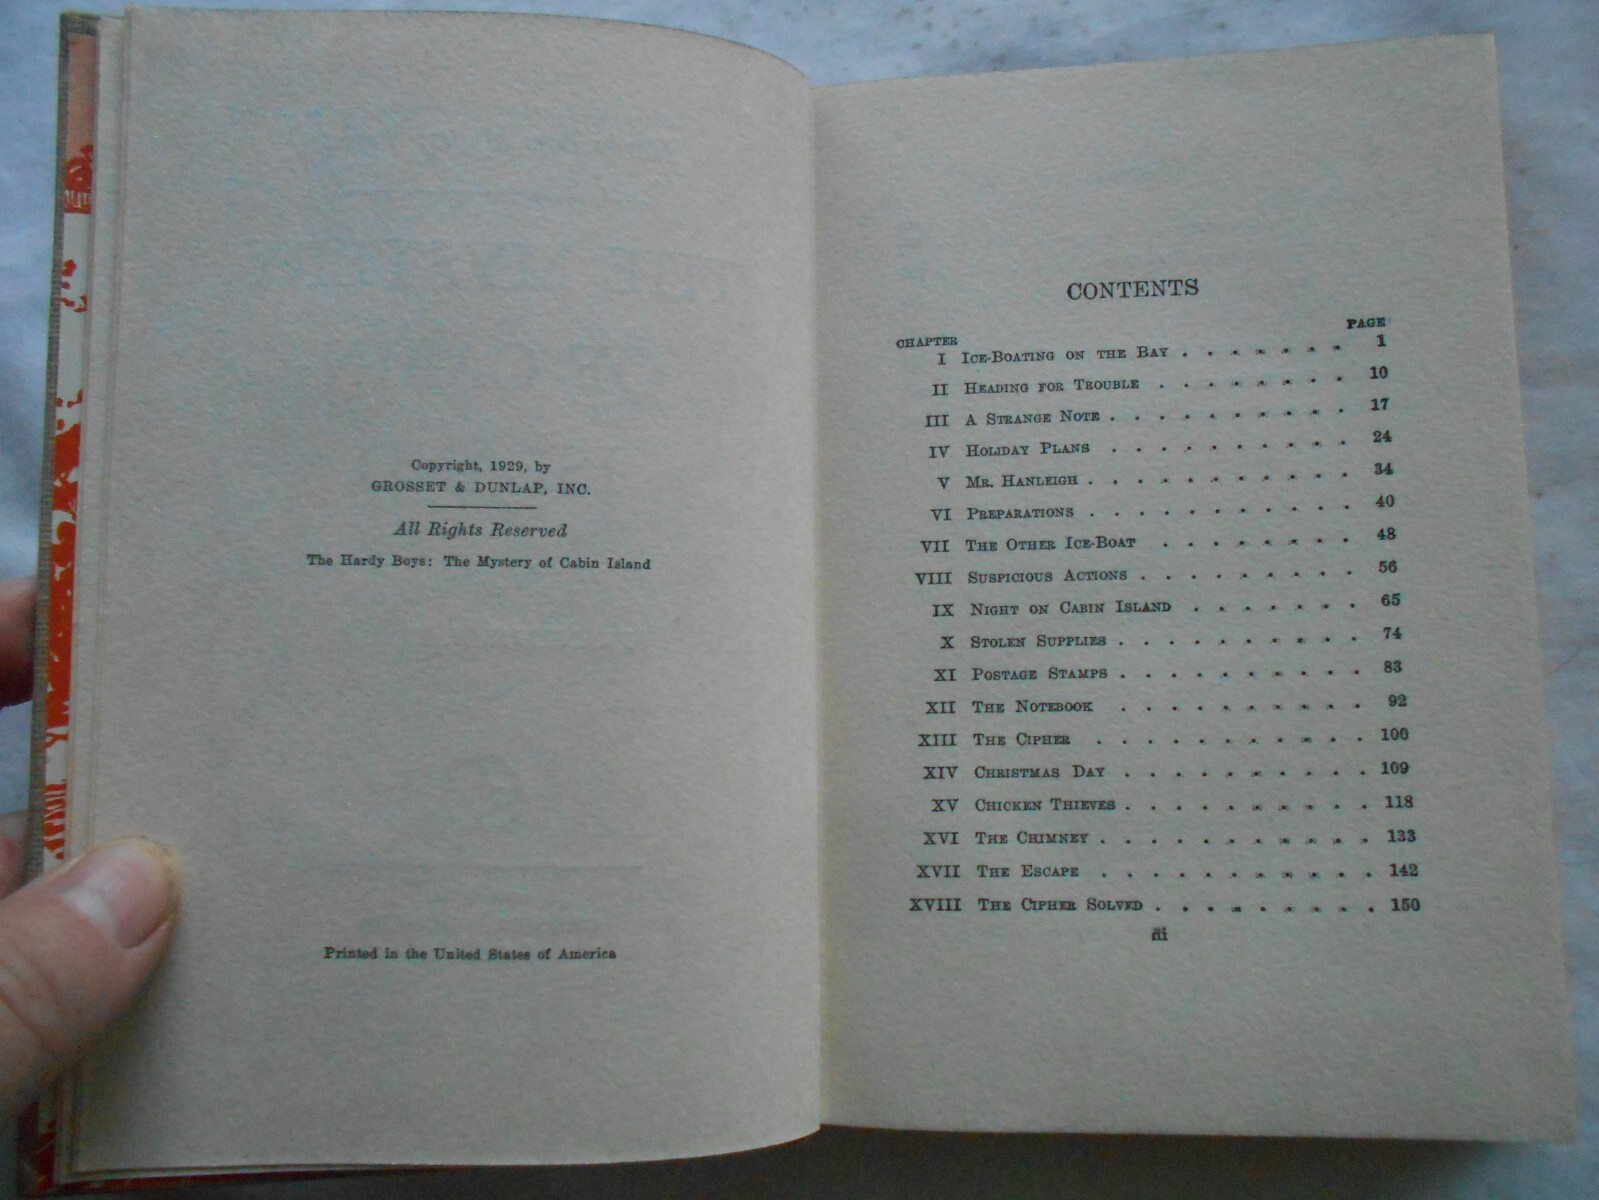 Copyright, 1929, by
GROSSET & DUNLAP, INC.
All Rights Reserved
The Hardy Boys: The Mystery of Cabin Island
Printed in the United States of America
CONTENTS
CHAPTER PAGE
I ICE-BOATING ON THE BAY . . . . . . . 1
II HEADING FOR TROUBLE . . . . . . . . 10
III A STRANGE NOTE . . . . . . . . . . 17
IV HOLIDAY PLANS . . . . . . . . . . 24
V MR. HANLEIGH . . . . . . . . . . . 34
VI PREPARATIONS . . . . . . . . . . . 40
VII THE OTHER ICE-BOAT . . . . . . . . 48
VIII SUSPICIOUS ACTIONS . . . . . . . . . 56
IX NIGHT ON CABIN ISLAND . . . . . . . 65
X STOLEN SUPPLIES . . . . . . . . . . 74
XI POSTAGE STAMPS . . . . . . . . . . 83
XII THE NOTEBOOK . . . . . . . . . . 92
XIII THE CIPHER . . . . . . . . . . . 100
XIV CHRISTMAS DAY . . . . . . . . . . 109
XV CHICKEN THIEVES . . . . . . . . . . 118
XVI THE CHIMNEY . . . . . . . . . . . 133
XVII THE ESCAPE . . . . . . . . . . . 142
XVIII THE CIPHER SOLVED . . . . . . . . . 150
iii